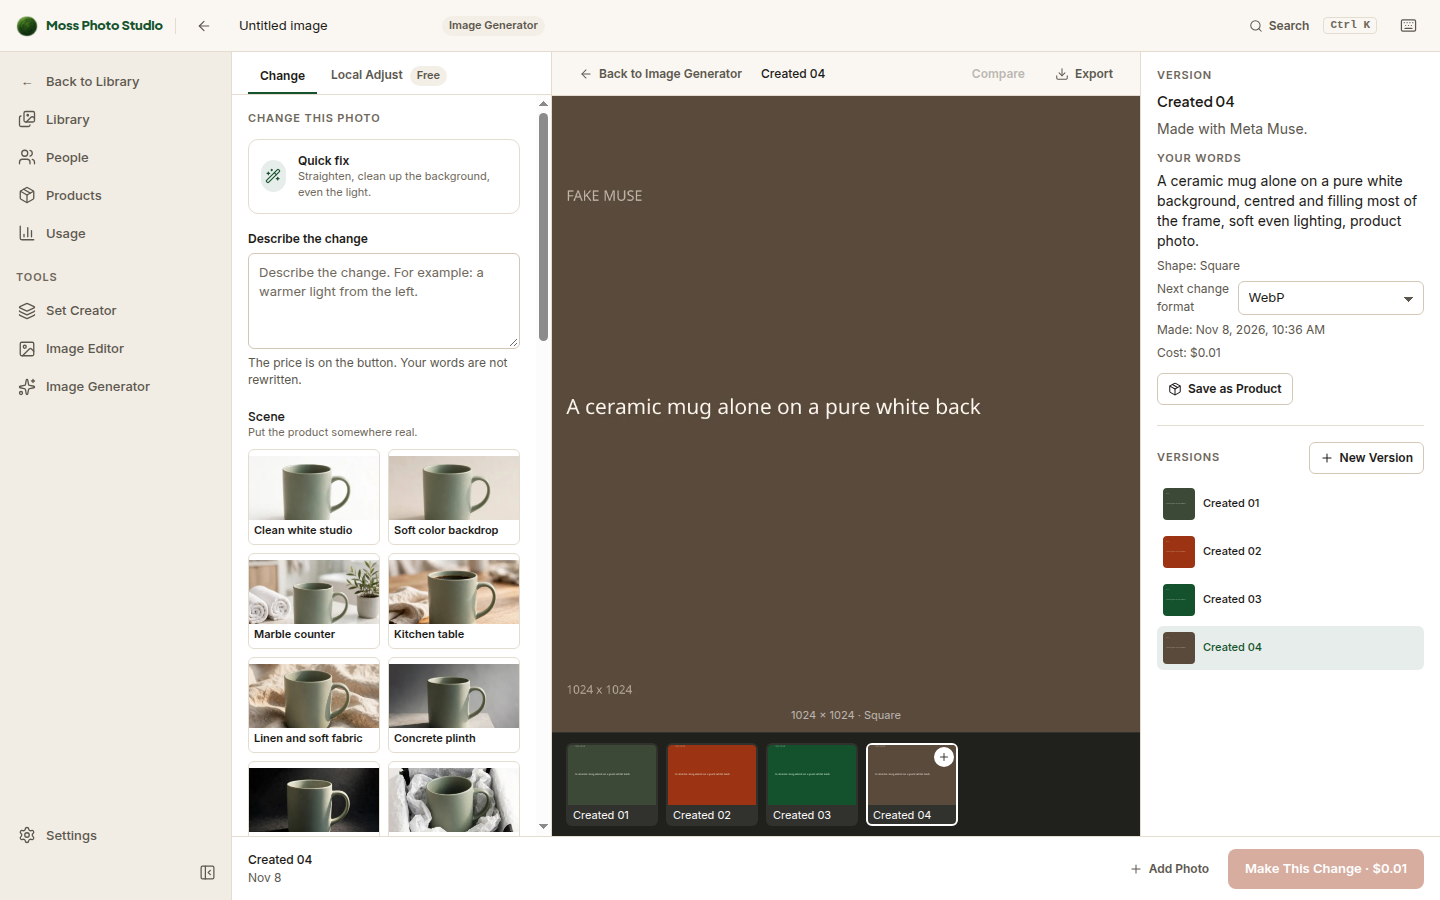 Moss Photo Studio
Untitled image
Image Generator
Search
Ctrl K
← Back to Library
Library
People
Products
Usage
TOOLS
Set Creator
Image Editor
Image Generator
Settings
Change
Local Adjust
Free
CHANGE THIS PHOTO
Quick fix
Straighten, clean up the background,
even the light.
Describe the change
Describe the change. For example: a
warmer light from the left.
The price is on the button. Your words are not
rewritten.
Scene
Put the product somewhere real.
Clean white studio
Soft color backdrop
Marble counter
Kitchen table
Linen and soft fabric
Concrete plinth
Back to Image Generator
Created 04
Compare
Export
FAKE MUSE
A ceramic mug alone on a pure white back
1024 x 1024
1024 × 1024 · Square
Created 01
Created 02
Created 03
Created 04
VERSION
Created 04
Made with Meta Muse.
YOUR WORDS
A ceramic mug alone on a pure white
background, centred and filling most of
the frame, soft even lighting, product
photo.
Shape: Square
Next change
format
WebP
Made: Nov 8, 2026, 10:36 AM
Cost: $0.01
Save as Product
VERSIONS
New Version
Created 01
Created 02
Created 03
Created 04
Created 04
Nov 8
Add Photo
Make This Change · $0.01